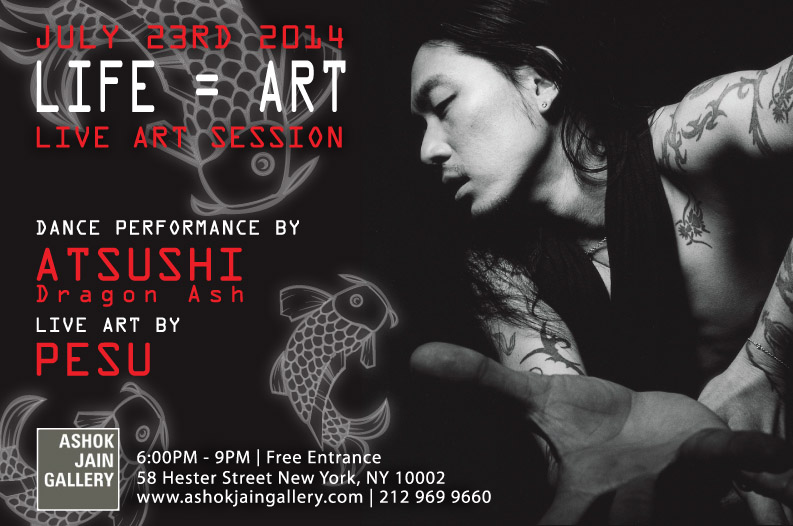 JULY 23RD 2014
LIFE = ART
LIVE ART SESSION
DANCE PERFORMANCE BY
ATSUSHI
Dragon Ash
LIVE ART BY
PESU
ASHOK
JAIN
GALLERY
6:00PM - 9PM | Free Entrance
58 Hester Street New York, NY 10002
www.ashokjaingallery.com | 212 969 9660